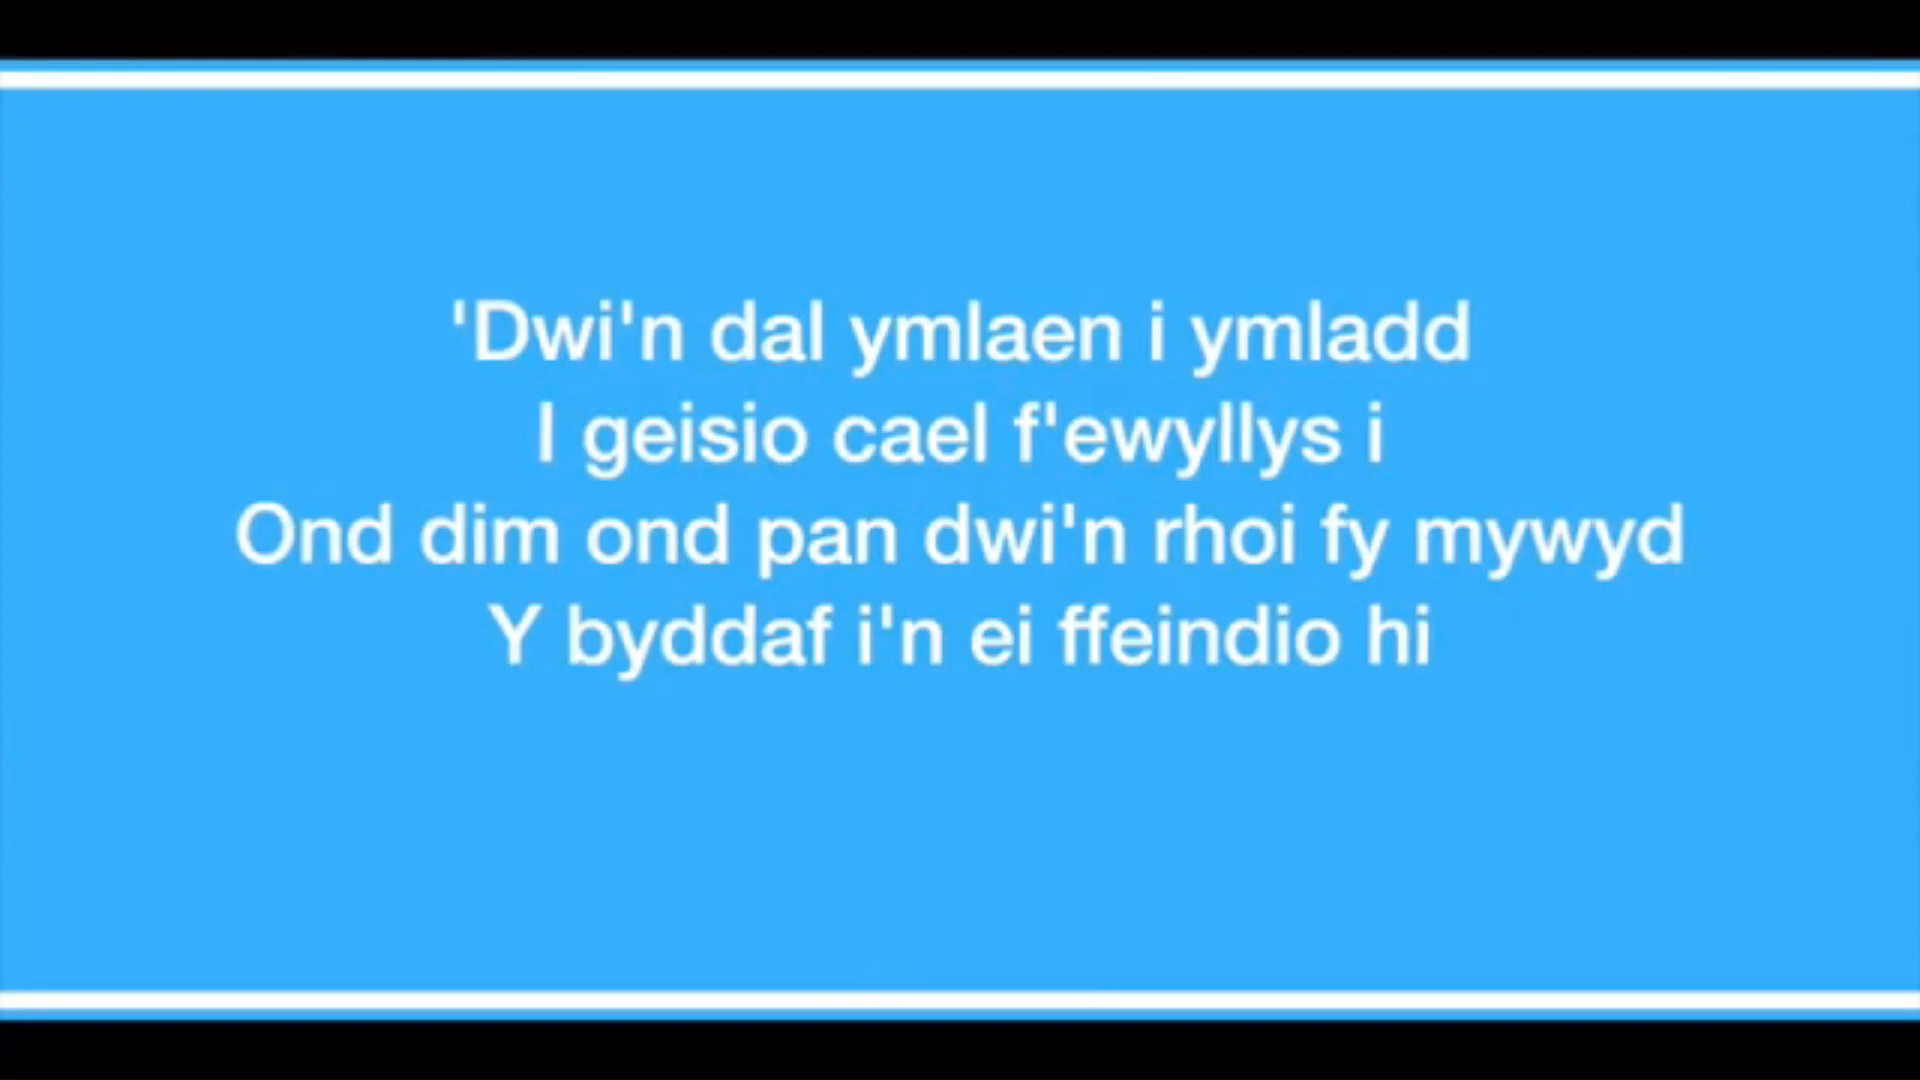 'Dwi'n dal ymlaen i ymladd
I geisio cael f'ewyllys i
Ond dim ond pan dwi'n rhoi fy mywyd
Y byddaf i'n ei ffeindio hi